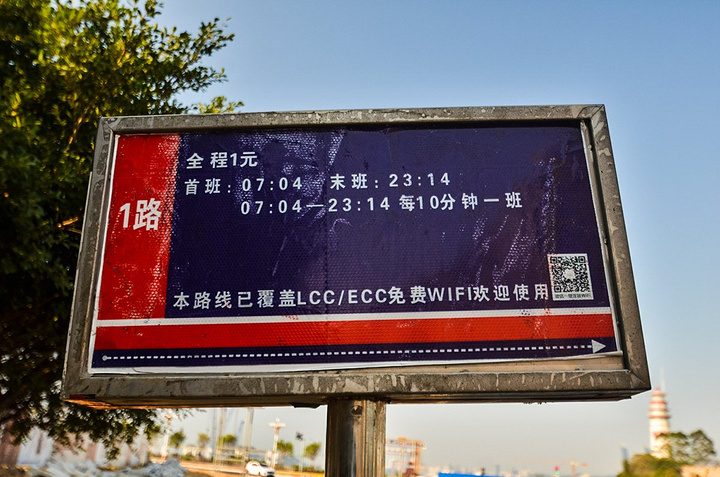 全程1元
首班：07:04 末班：23:14
1路
07:04—23:14 每10分钟一班
本路线已覆盖LCC/ECC免费WIFI欢迎使用